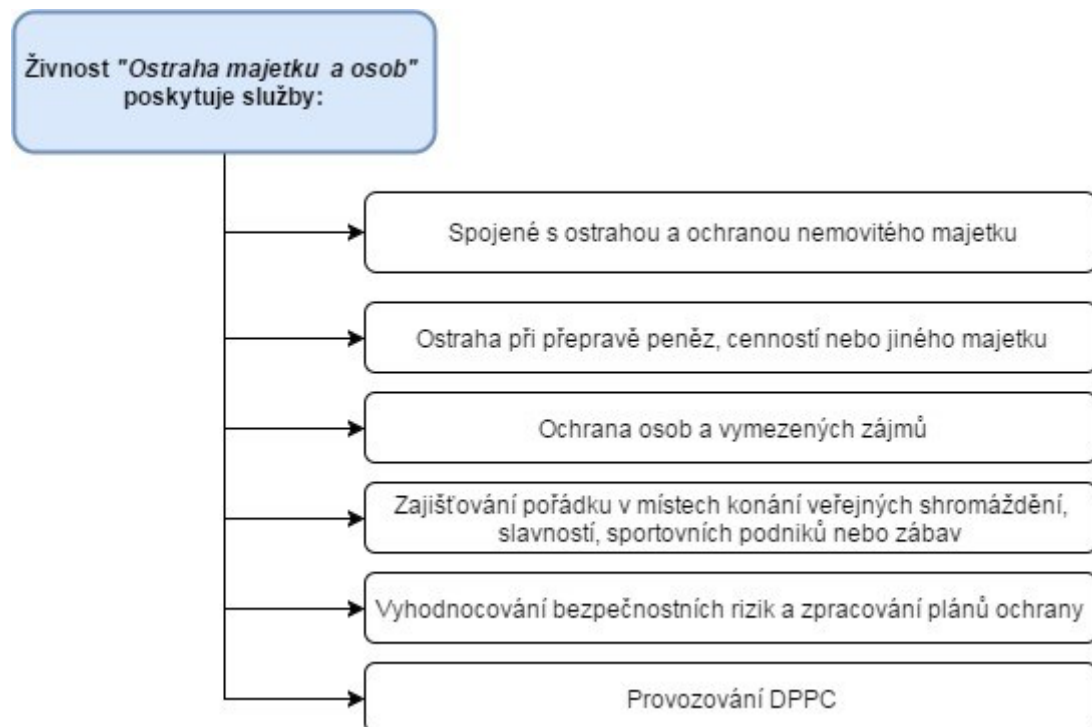 Živnost "Ostraha majetku a osob"
poskytuje služby:
Spojené s ostrahou a ochranou nemovitého majetku
Ostraha při přepravě peněz, cenností nebo jiného majetku
Ochrana osob a vymezených zájmů
Zajišťování pořádku v místech konání veřejných shromáždění,
slavností, sportovních podniků nebo zábav
Vyhodnocování bezpečnostních rizik a zpracování plánů ochrany
Provozování DPPC